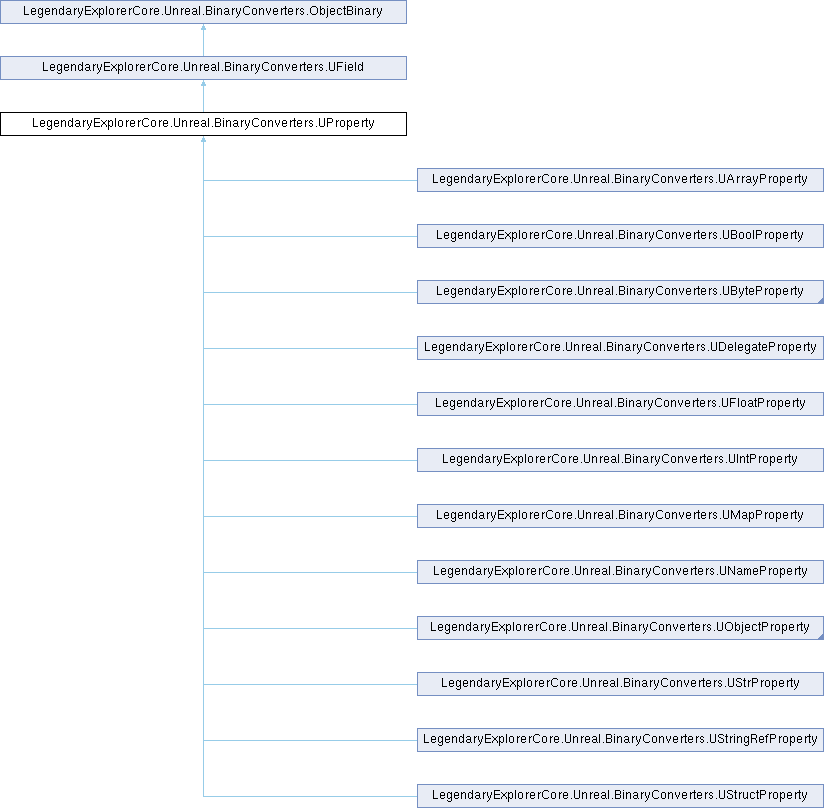 LegendaryExplorerCore.Unreal.BinaryConverters.ObjectBinary
LegendaryExplorerCore.Unreal.BinaryConverters.UField
LegendaryExplorerCore.Unreal.BinaryConverters.UProperty
LegendaryExplorerCore.Unreal.BinaryConverters.UArrayProperty
LegendaryExplorerCore.Unreal.BinaryConverters.UBoolProperty
LegendaryExplorerCore.Unreal.BinaryConverters.UByteProperty
LegendaryExplorerCore.Unreal.BinaryConverters.UDelegateProperty
LegendaryExplorerCore.Unreal.BinaryConverters.UFloatProperty
LegendaryExplorerCore.Unreal.BinaryConverters.UIntProperty
LegendaryExplorerCore.Unreal.BinaryConverters.UMapProperty
LegendaryExplorerCore.Unreal.BinaryConverters.UNameProperty
LegendaryExplorerCore.Unreal.BinaryConverters.UObjectProperty
LegendaryExplorerCore.Unreal.BinaryConverters.UStrProperty
LegendaryExplorerCore.Unreal.BinaryConverters.UStringRefProperty
LegendaryExplorerCore.Unreal.BinaryConverters.UStructProperty